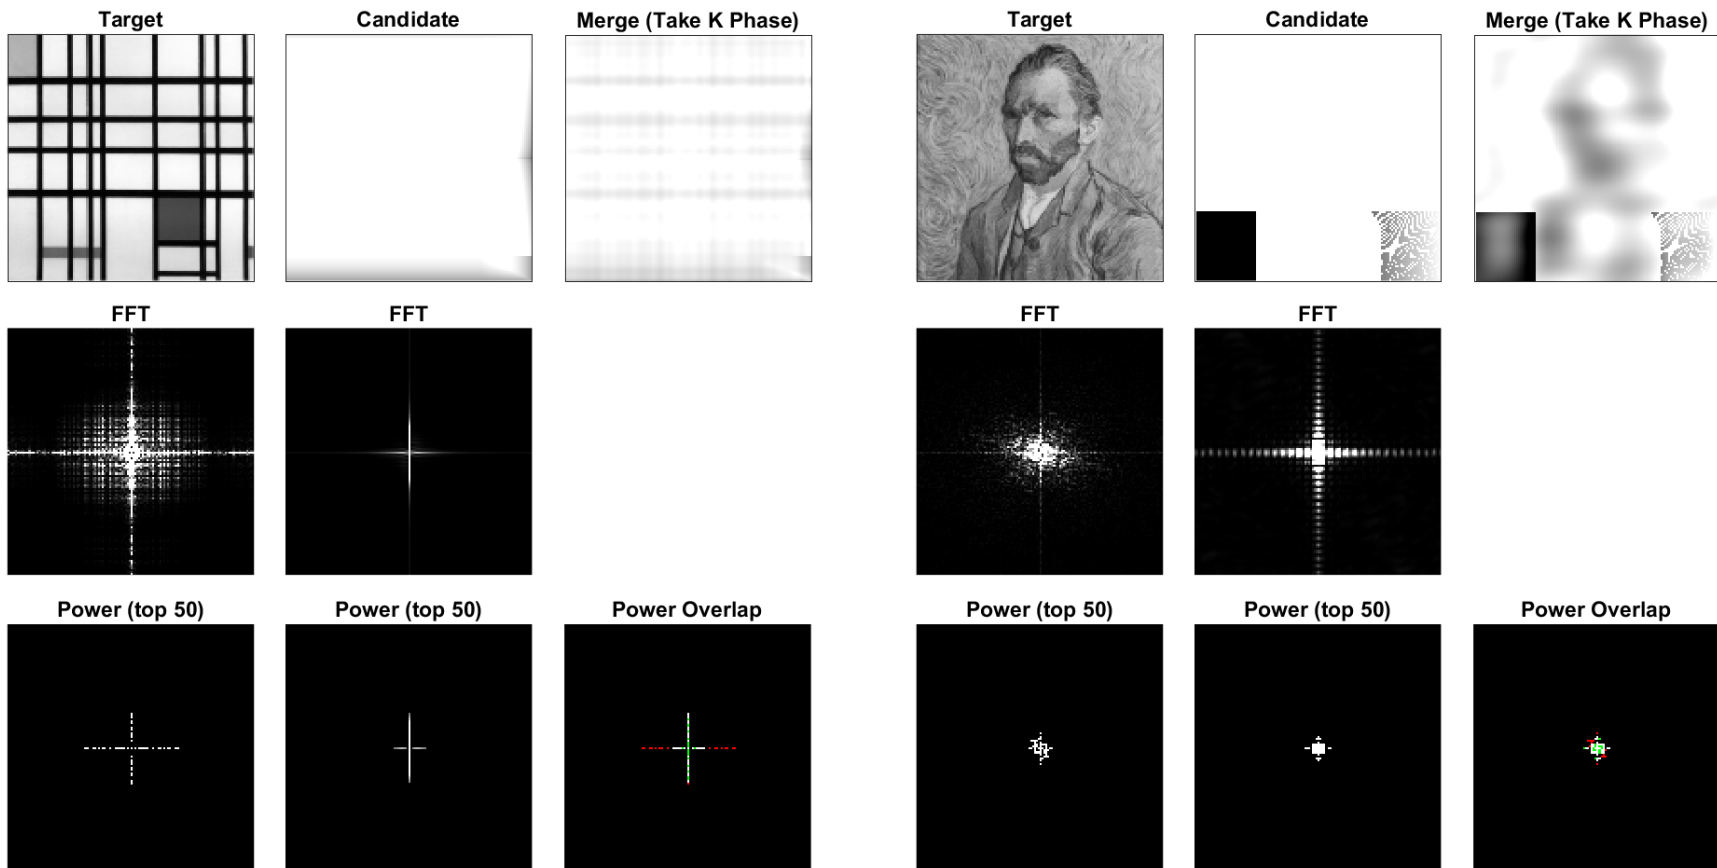 Target Candidate Merge (Take K Phase) Target Candidate Merge (Take K Phase)
FFT FFT FFT FFT
Power (top 50) Power (top 50) Power Overlap Power (top 50) Power (top 50) Power Overlap